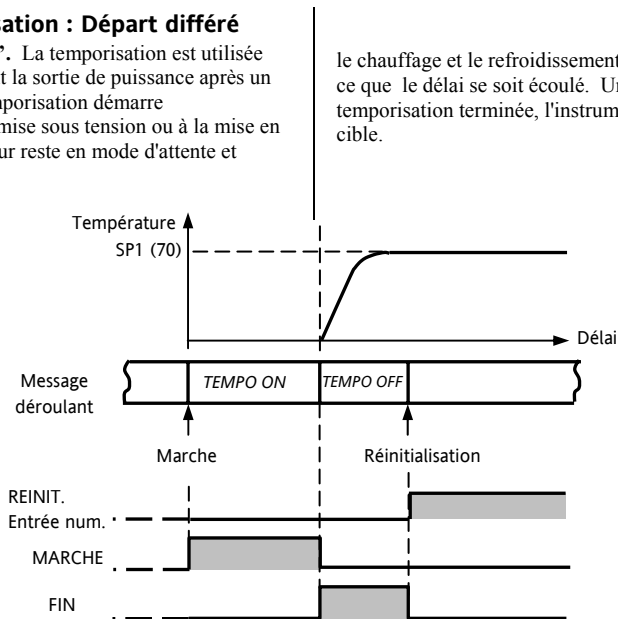 sation : Départ différé
'. La temporisation est utilisée
t la sortie de puissance après un
mporisation démarre
mise sous tension ou à la mise en
ur reste en mode d'attente et
le chauffage et le refroidissement
ce que le délai se soit écoulé. Un
temporisation terminée, l'instrum
cible.
Température
SP1 (70)
Délai
Message
déroulant
TEMPO ON
TEMPO OFF
Marche
Réinitialisation
REINIT.
Entrée num.
MARCHE
FIN